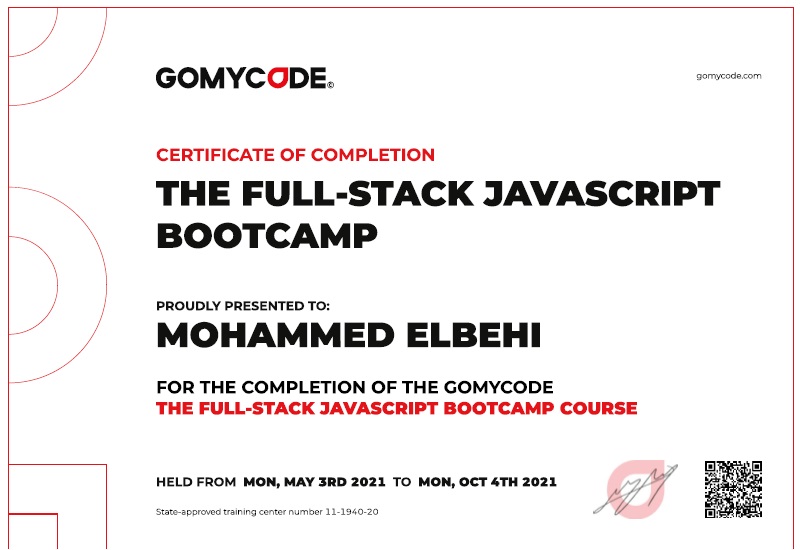 GOMYCODE©
gomycode.com
CERTIFICATE OF COMPLETION
THE FULL-STACK JAVASCRIPT
BOOTCAMP
PROUDLY PRESENTED TO:
MOHAMMED ELBEHI
FOR THE COMPLETION OF THE GOMYCODE
THE FULL-STACK JAVASCRIPT BOOTCAMP COURSE
HELD FROM MON, MAY 3RD 2021 TO MON, OCT 4TH 2021
State-approved training center number 11-1940-20